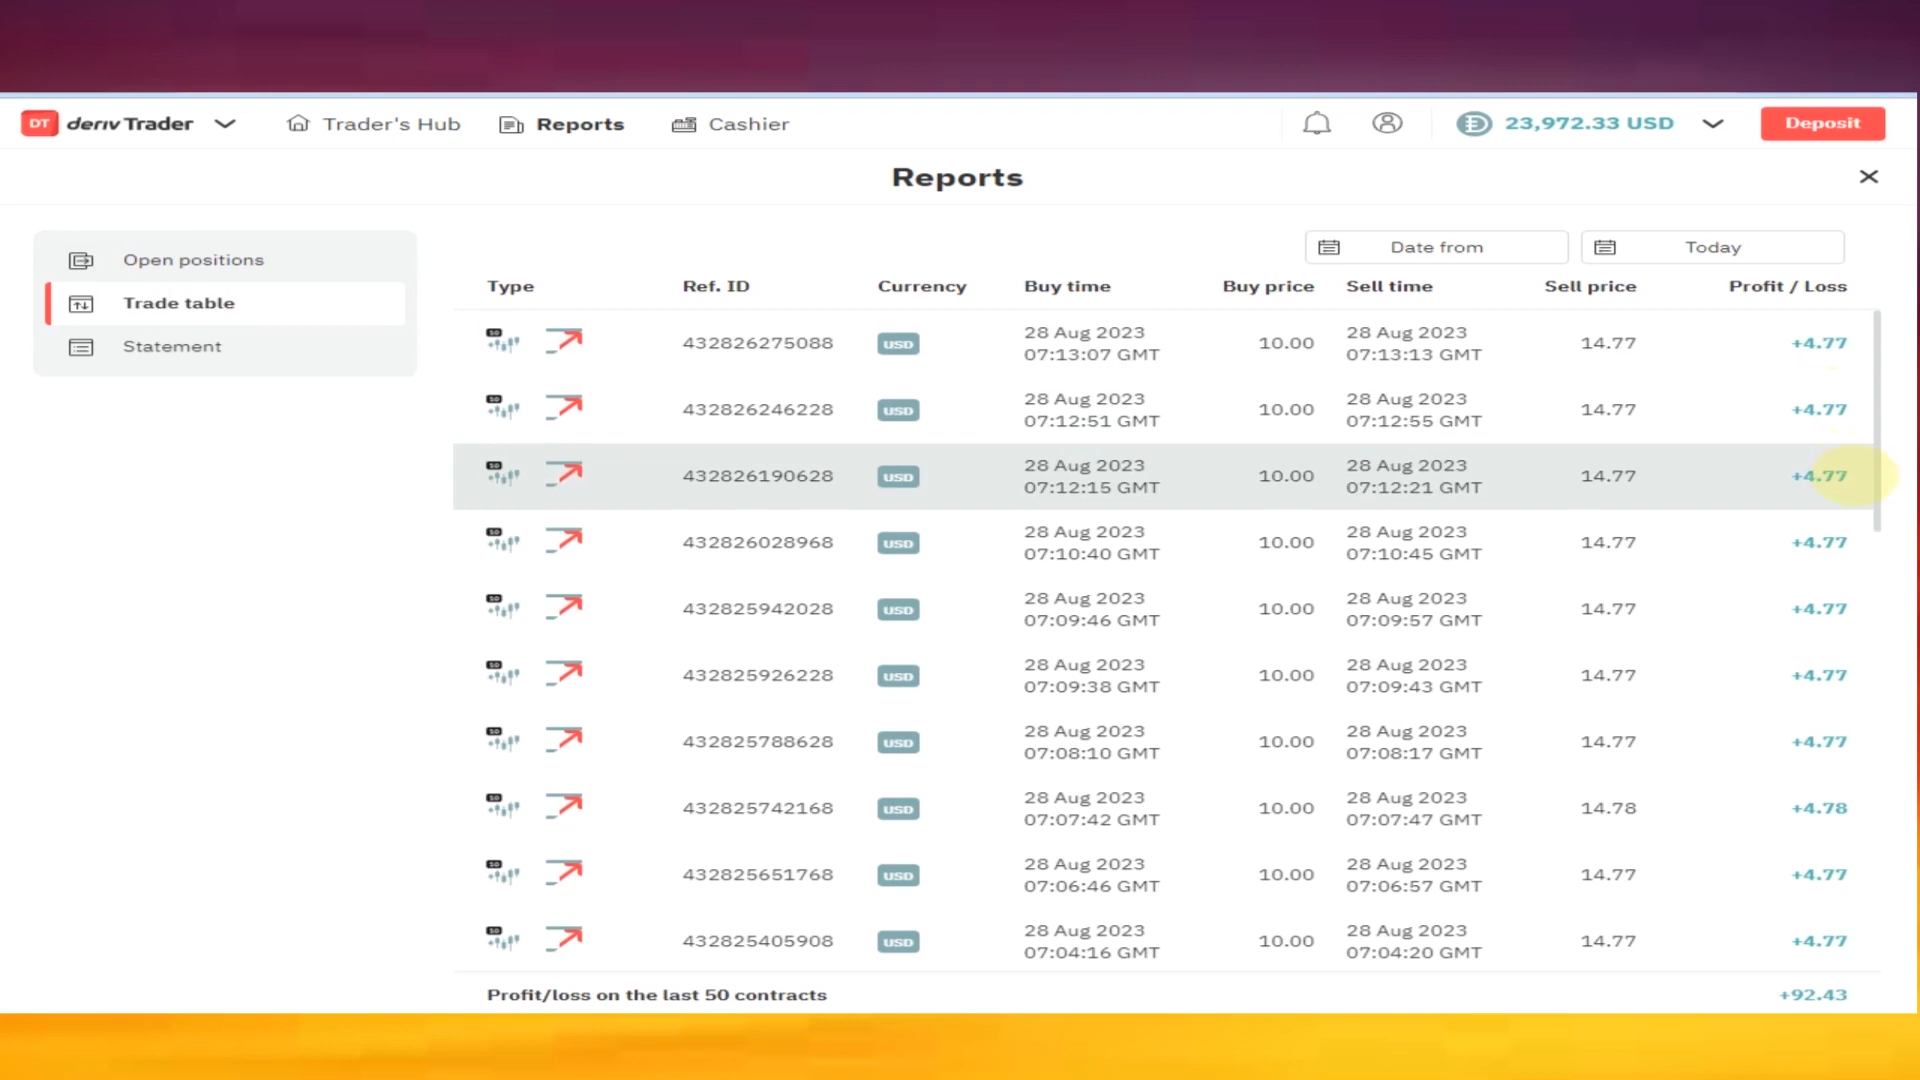 DT deriv Trader Trader's Hub Reports Cashier 23,972.33 USD Deposit
Reports
Open positions
Trade table
Statement
Date from Today
Type Ref. ID Currency Buy time Buy price Sell time Sell price Profit / Loss
50 432826275088 USD 28 Aug 2023 07:13:07 GMT 10.00 28 Aug 2023 07:13:13 GMT 14.77 +4.77
50 432826246228 USD 28 Aug 2023 07:12:51 GMT 10.00 28 Aug 2023 07:12:55 GMT 14.77 +4.77
50 432826190628 USD 28 Aug 2023 07:12:15 GMT 10.00 28 Aug 2023 07:12:21 GMT 14.77 +4.77
50 432826028968 USD 28 Aug 2023 07:10:40 GMT 10.00 28 Aug 2023 07:10:45 GMT 14.77 +4.77
50 432825942028 USD 28 Aug 2023 07:09:46 GMT 10.00 28 Aug 2023 07:09:57 GMT 14.77 +4.77
50 432825926228 USD 28 Aug 2023 07:09:38 GMT 10.00 28 Aug 2023 07:09:43 GMT 14.77 +4.77
50 432825788628 USD 28 Aug 2023 07:08:10 GMT 10.00 28 Aug 2023 07:08:17 GMT 14.77 +4.77
50 432825742168 USD 28 Aug 2023 07:07:42 GMT 10.00 28 Aug 2023 07:07:47 GMT 14.78 +4.78
50 432825651768 USD 28 Aug 2023 07:06:46 GMT 10.00 28 Aug 2023 07:06:57 GMT 14.77 +4.77
50 432825405908 USD 28 Aug 2023 07:04:16 GMT 10.00 28 Aug 2023 07:04:20 GMT 14.77 +4.77
Profit/loss on the last 50 contracts +92.43